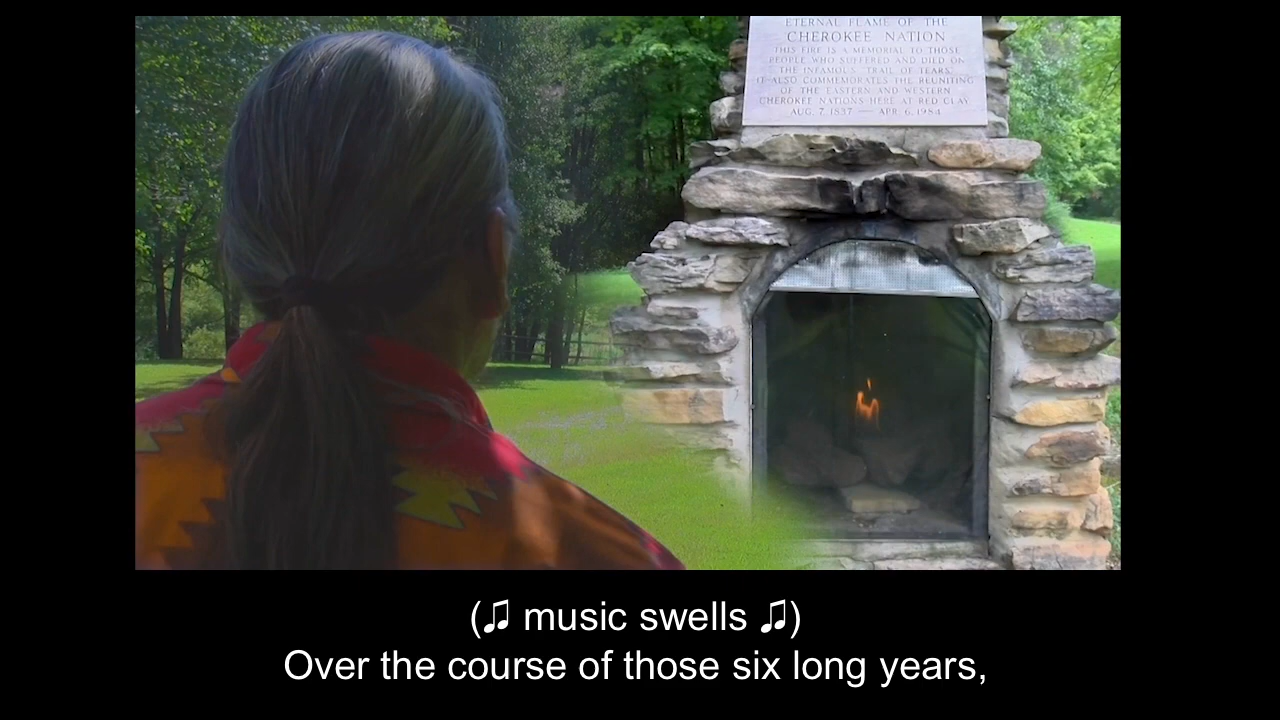 ETERNAL FLAME OF THE
CHEROKEE NATION
THIS FIRE IS A MEMORIAL TO THOSE
PEOPLE WHO SUFFERED AND DIED ON
THE INFAMOUS TRAIL OF TEARS.
IT ALSO COMMEMORATES THE REUNITING
OF THE EASTERN AND WESTERN
CHEROKEE NATIONS HERE AT RED CLAY
AUG. 7, 1837 — APR. 6, 1984
(♫ music swells ♫)
Over the course of those six long years,